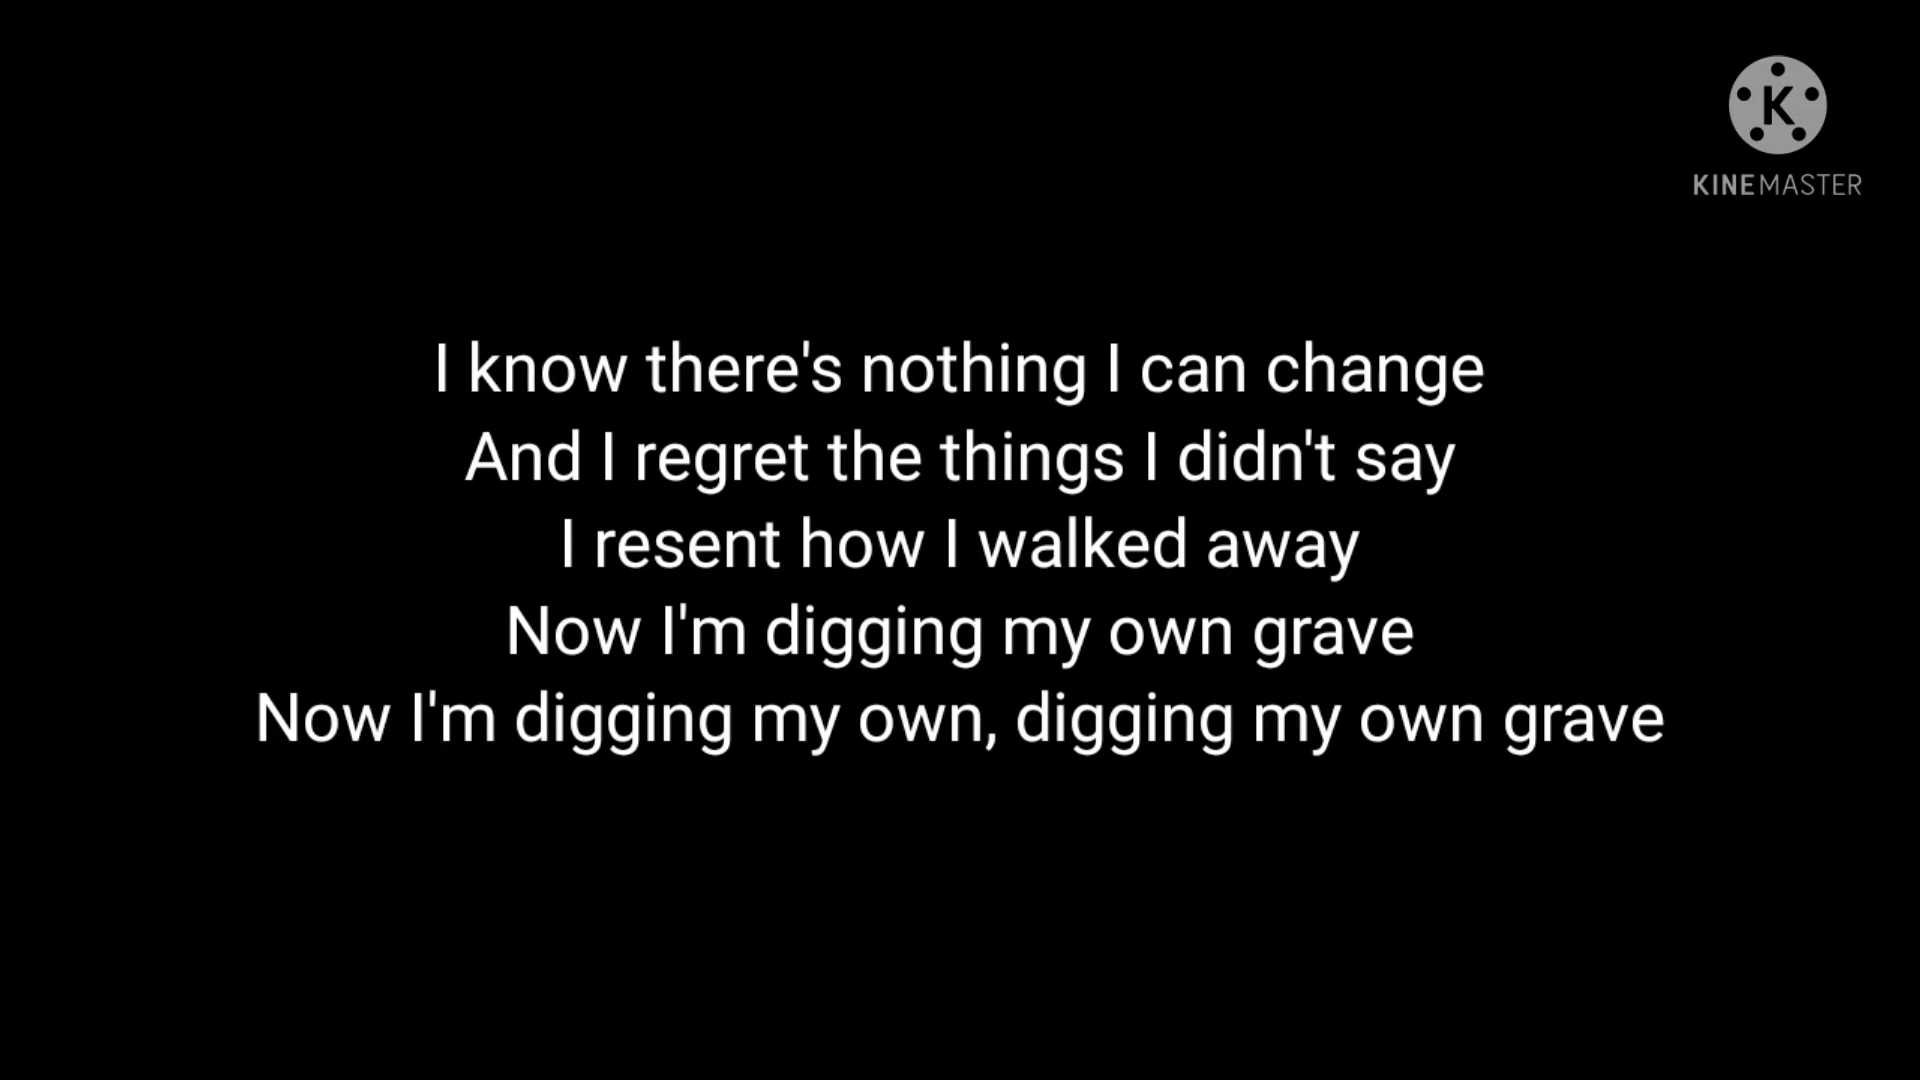 K
KINEMASTER
I know there's nothing I can change
And I regret the things I didn't say
I resent how I walked away
Now I'm digging my own grave
Now I'm digging my own, digging my own grave